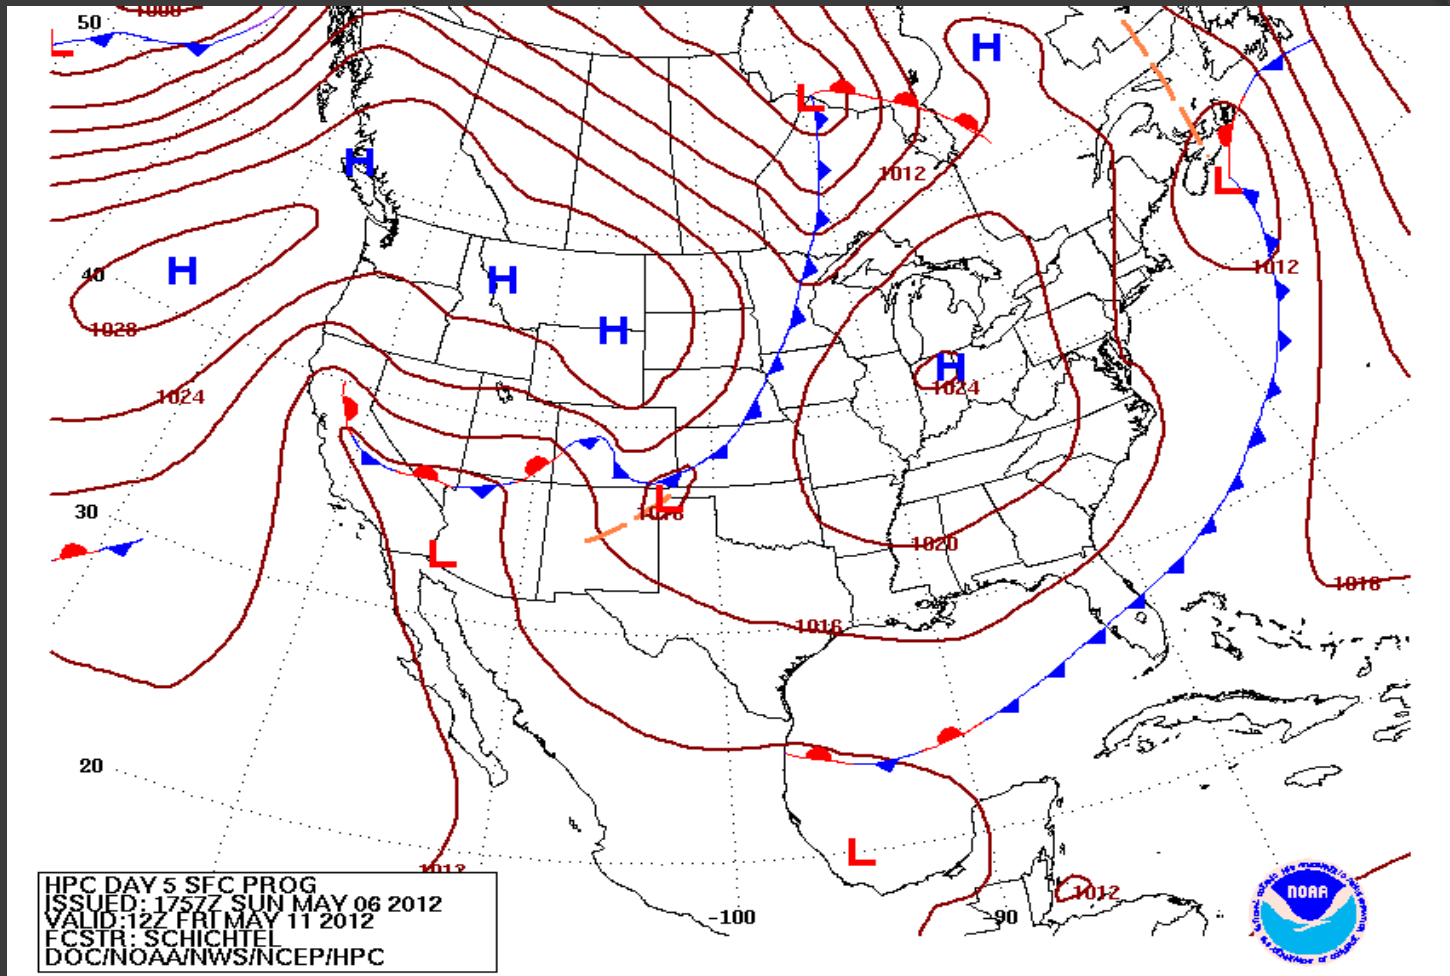 1008
50
L
H
L
H
1012
L
40
H
H
1012
H
1028
H
1024
1024
30
L
1016
L
1020
1016
1016
20
L
1012
1012
-100
-90
HPC DAY 5 SFC PROG
ISSUED: 1757Z SUN MAY 06 2012
VALID:12Z FRI MAY 11 2012
FCSTR: SCHICHTEL
DOC/NOAA/NWS/NCEP/HPC
NOAA